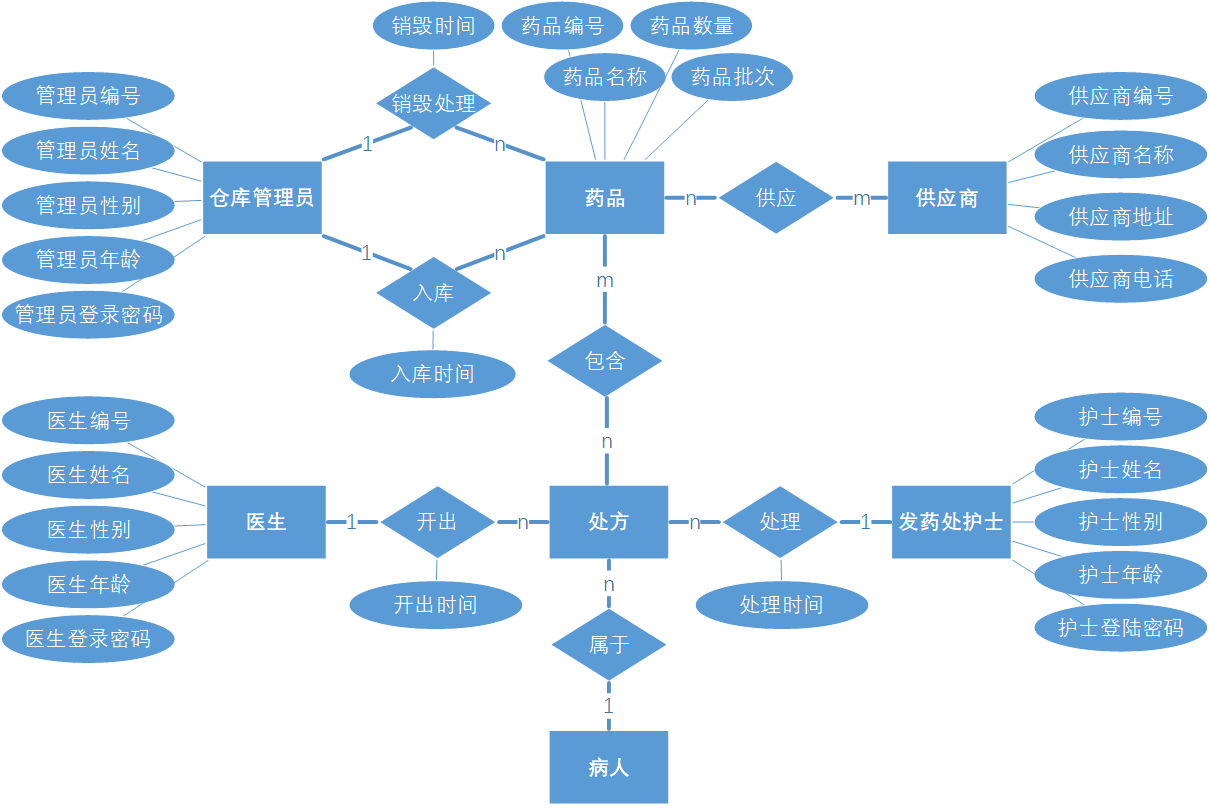 销毁时间
药品编号
药品数量
药品名称
药品批次
管理员编号
销毁处理
供应商编号
管理员姓名
1
n
供应商名称
仓库管理员
药品
n
供应
m
供应商
管理员性别
供应商地址
管理员年龄
1
n
m
供应商电话
管理员登录密码
入库
包含
入库时间
医生编号
n
护士编号
医生姓名
护士姓名
医生
1
开出
n
处方
n
处理
1
发药处护士
医生性别
护士性别
医生年龄
n
护士年龄
开出时间
处理时间
医生登录密码
属于
护士登陆密码
1
病人